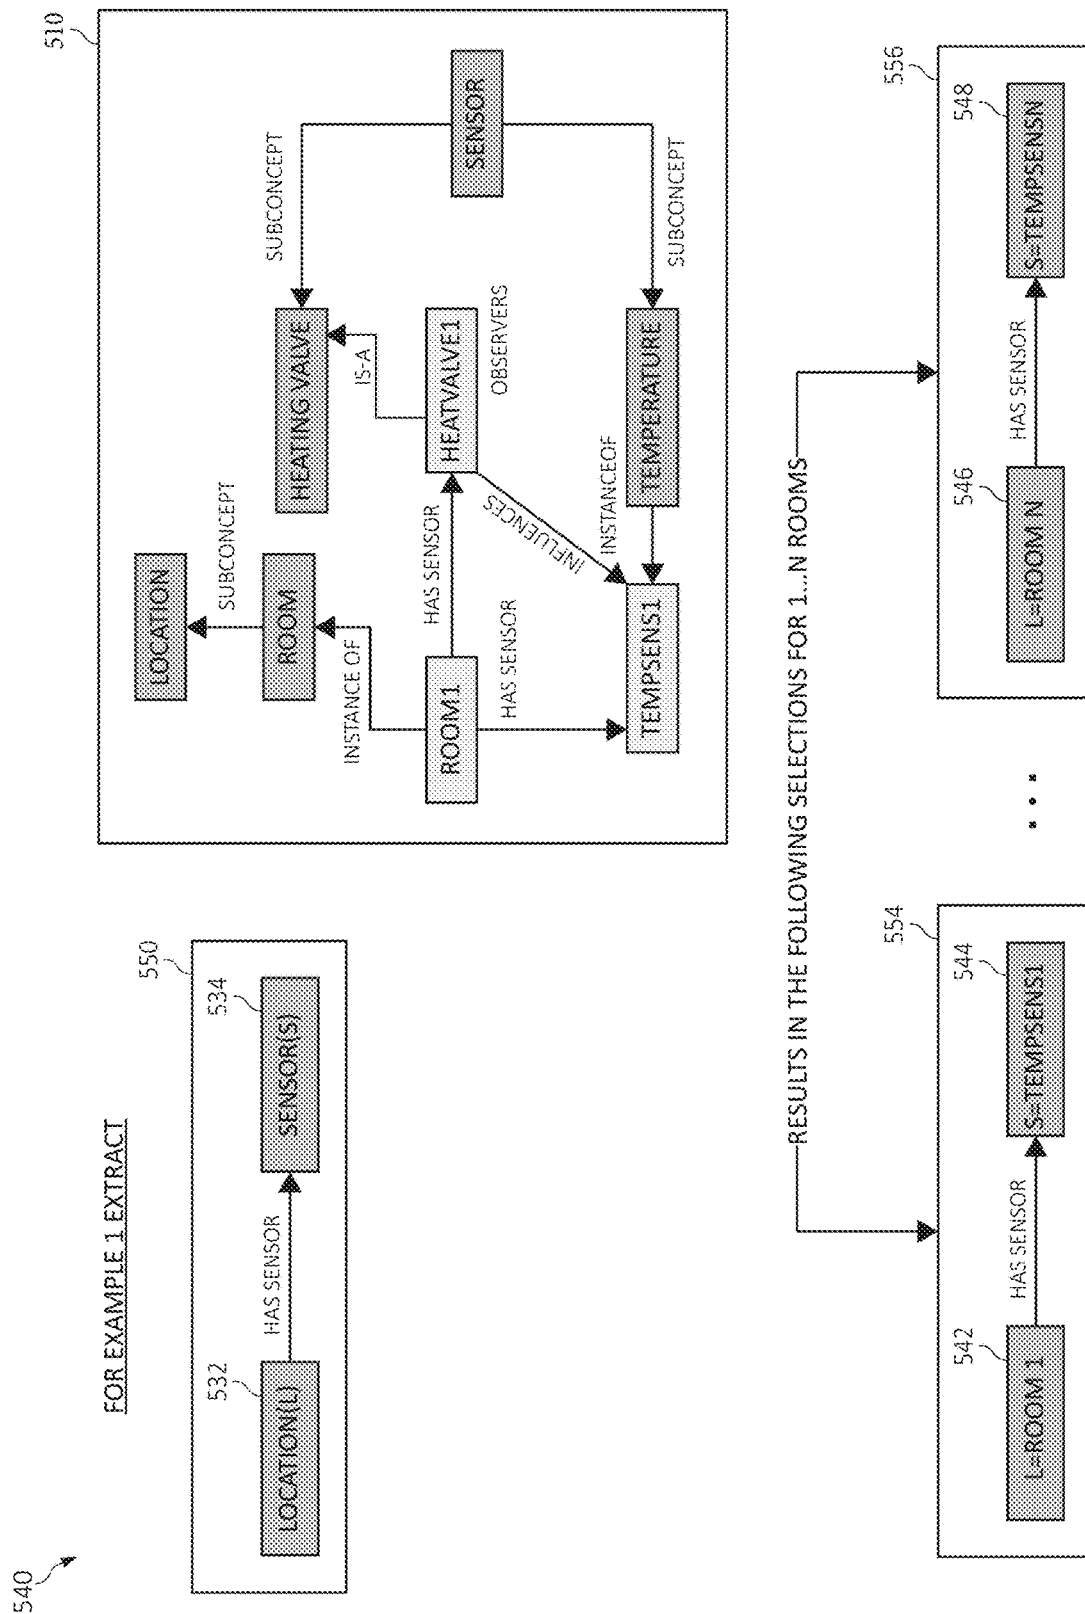 540
FOR EXAMPLE 1 EXTRACT
550
532
LOCATION(L)
HAS SENSOR
534
SENSOR(S)
510
LOCATION
SUBCONCEPT
ROOM
INSTANCE OF
ROOM1
HAS SENSOR
HAS SENSOR
HEATING VALVE
SUBCONCEPT
IS-A
HEATVALVE1
OBSERVERS
INFLUENCES
SENSOR
TEMPSENS1
INSTANCEOF
TEMPERATURE
SUBCONCEPT
RESULTS IN THE FOLLOWING SELECTIONS FOR 1...N ROOMS
554
542
L=ROOM 1
HAS SENSOR
544
S=TEMPSENS1
...
556
546
L=ROOM N
HAS SENSOR
548
S=TEMPSENSN